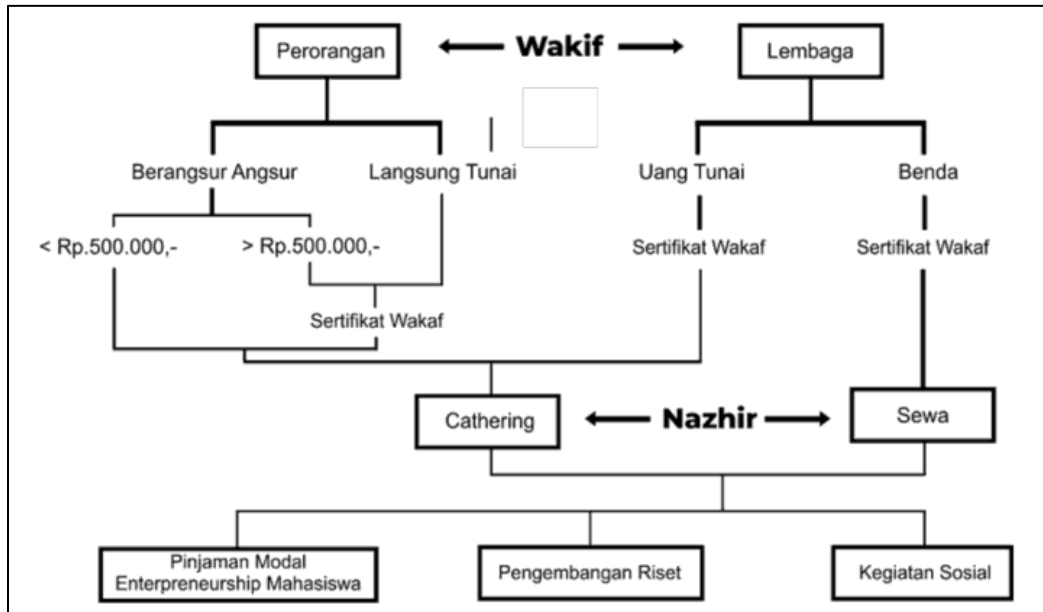 Perorangan
Wakif
Lembaga
Berangsur Angsur
Langsung Tunai
Uang Tunai
Benda
< Rp.500.000,-
> Rp.500.000,-
Sertifikat Wakaf
Sertifikat Wakaf
Sertifikat Wakaf
Cathering
Nazhir
Sewa
Pinjaman Modal
Enterpreneurship Mahasiswa
Pengembangan Riset
Kegiatan Sosial